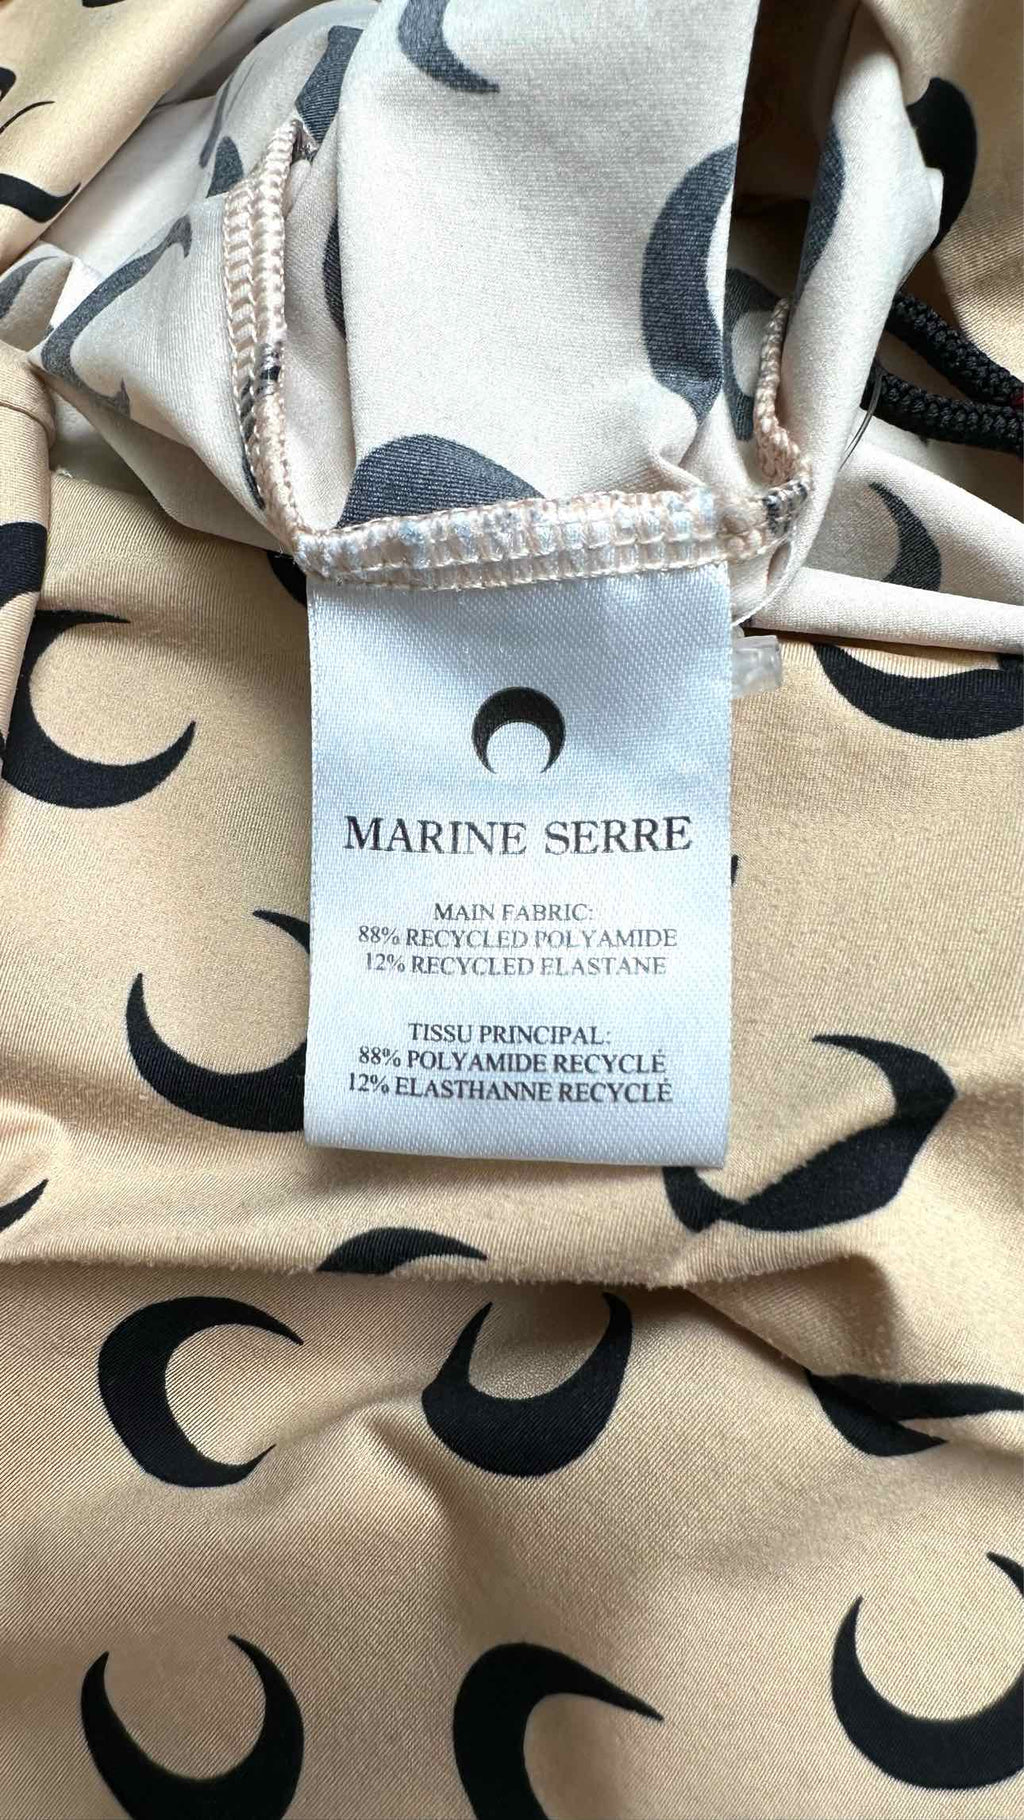 MARINE SERRE
MAIN FABRIC:
88% RECYCLED POLYAMIDE
12% RECYCLED ELASTANE
TISSU PRINCIPAL:
88% POLYAMIDE RECYCLÉ
12% ELASTHANNE RECYCLÉ